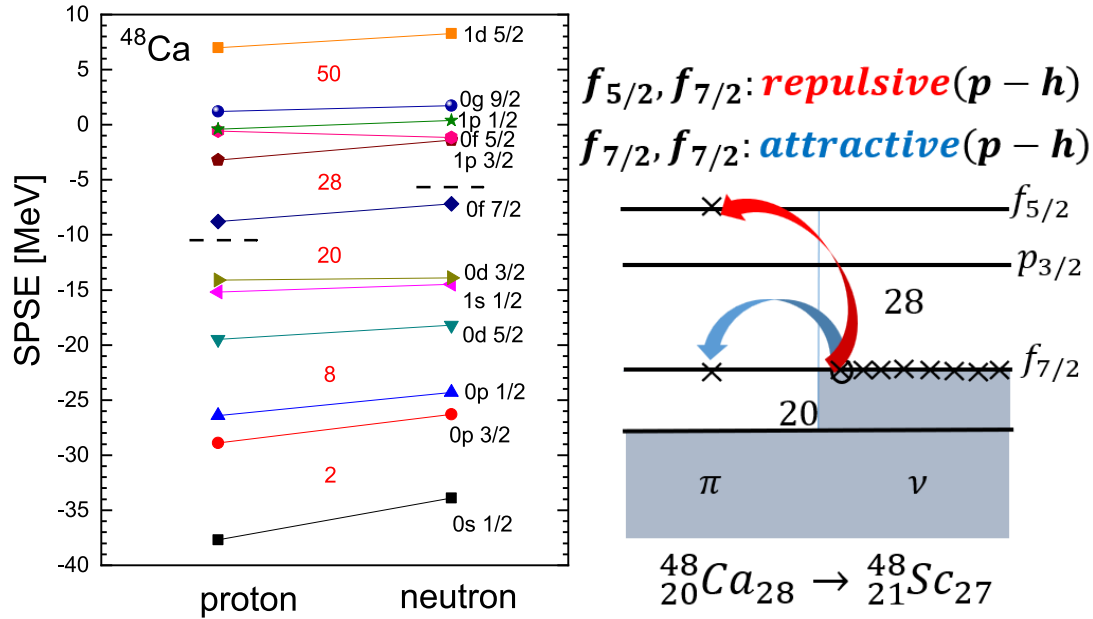 SPSE [MeV]
10
5
0
-5
-10
-15
-20
-25
-30
-35
-40
⁴⁸Ca
1d 5/2
50
0g 9/2
1p 1/2
0f 5/2
1p 3/2
28
0f 7/2
20
0d 3/2
1s 1/2
0d 5/2
8
0p 1/2
0p 3/2
2
0s 1/2
proton neutron
f₅/₂, f₇/₂: repulsive(p − h)
f₇/₂, f₇/₂: attractive(p − h)
f₅/₂
p₃/₂
28
f₇/₂
20
π ν
⁴⁸₂₀Ca₂₈ → ⁴⁸₂₁Sc₂₇